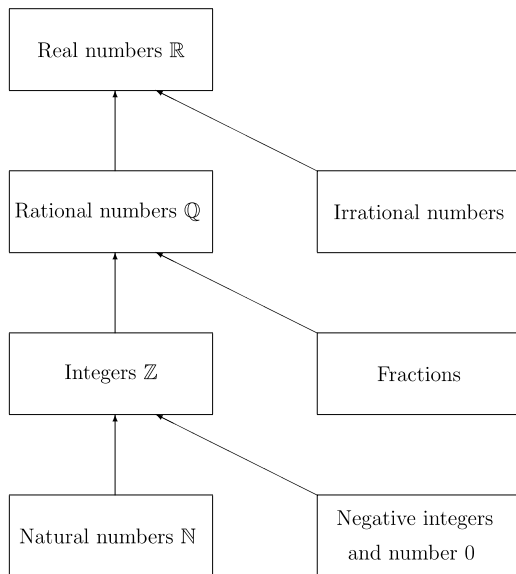 Real numbers ℝ
Rational numbers ℚ
Irrational numbers
Integers ℤ
Fractions
Natural numbers ℕ
Negative integers
and number 0